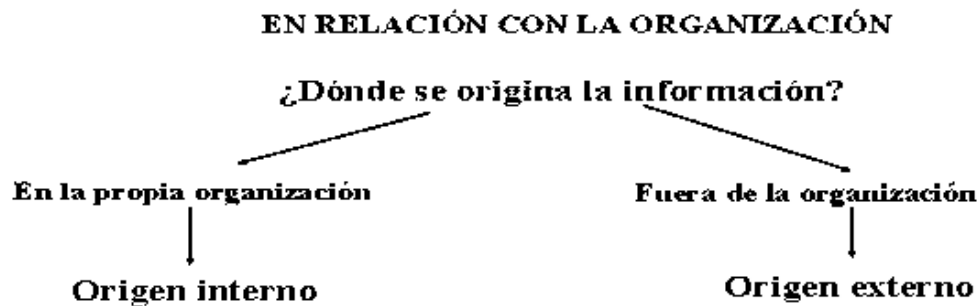 EN RELACIÓN CON LA ORGANIZACIÓN
¿Dónde se origina la información?
En la propia organización
Fuera de la organización
Origen interno
Origen externo